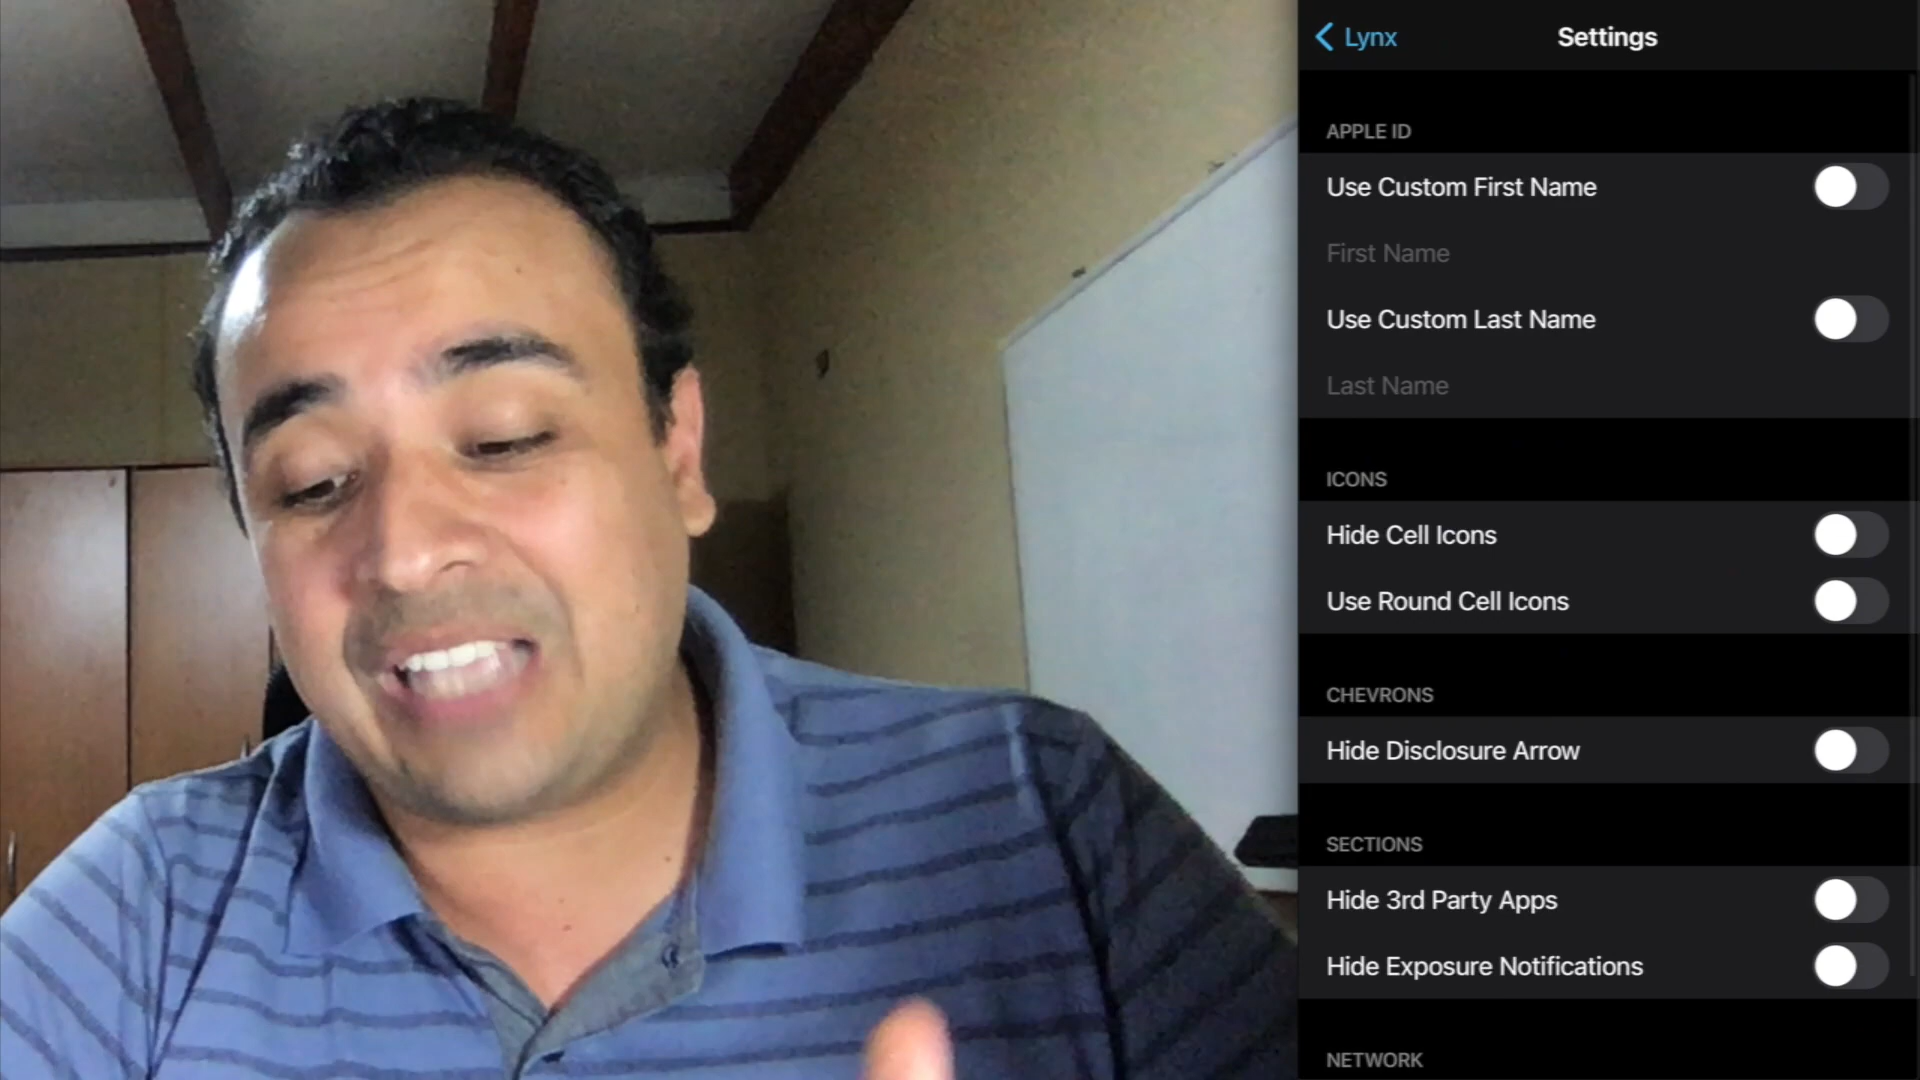 Lynx
Settings
APPLE ID
Use Custom First Name
First Name
Use Custom Last Name
Last Name
ICONS
Hide Cell Icons
Use Round Cell Icons
CHEVRONS
Hide Disclosure Arrow
SECTIONS
Hide 3rd Party Apps
Hide Exposure Notifications
NETWORK